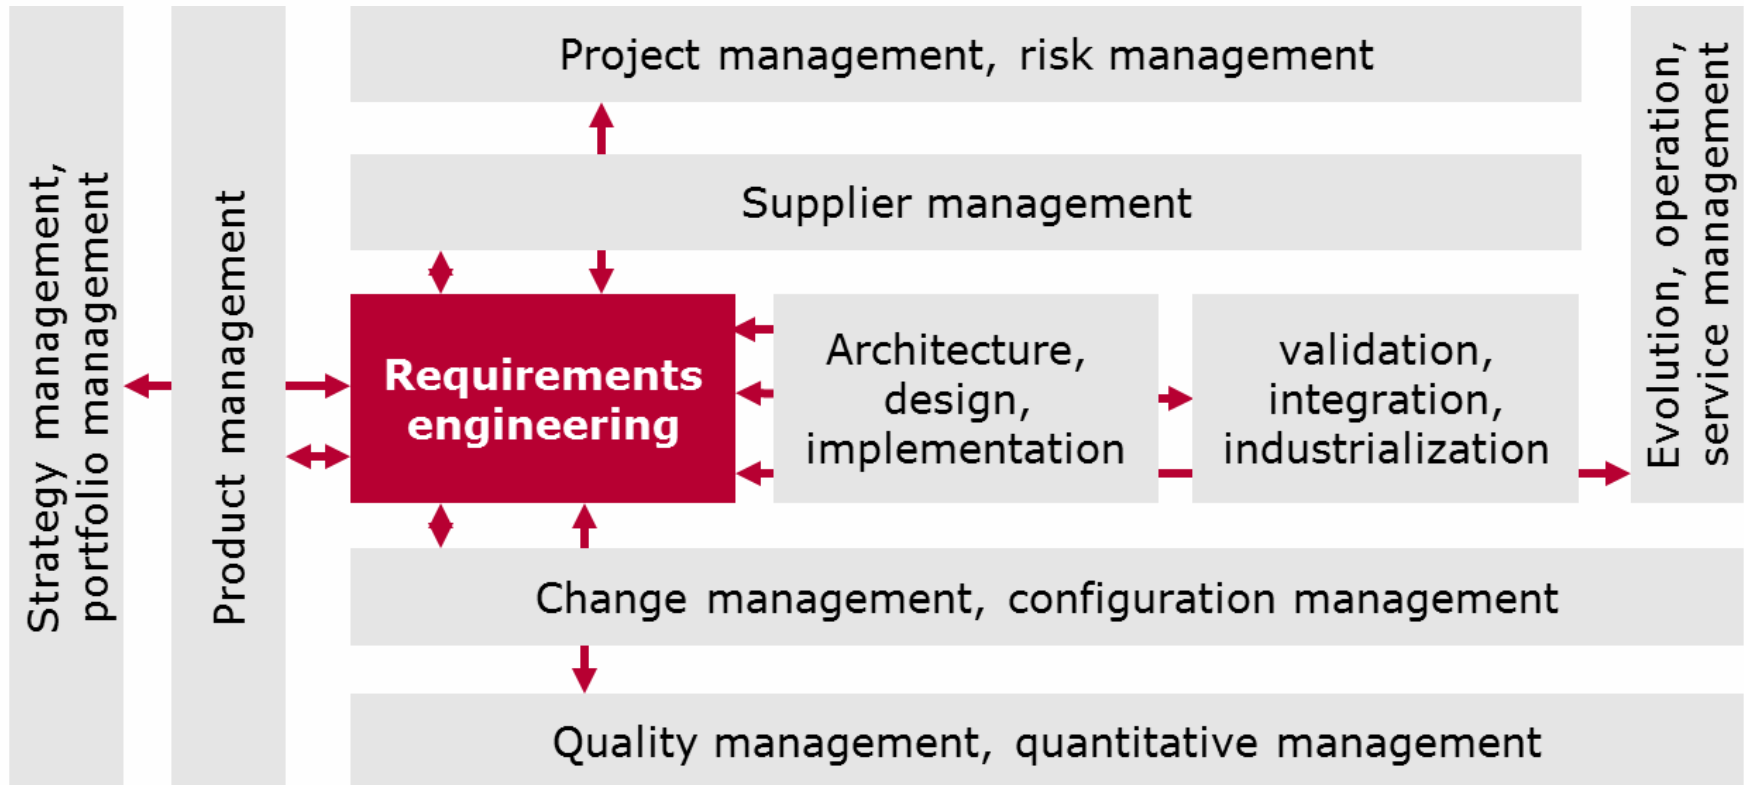 Strategy management,
portfolio management
Product management
Project management, risk management
Supplier management
Requirements
engineering
Architecture,
design,
implementation
validation,
integration,
industrialization
Evolution, operation,
service management
Change management, configuration management
Quality management, quantitative management